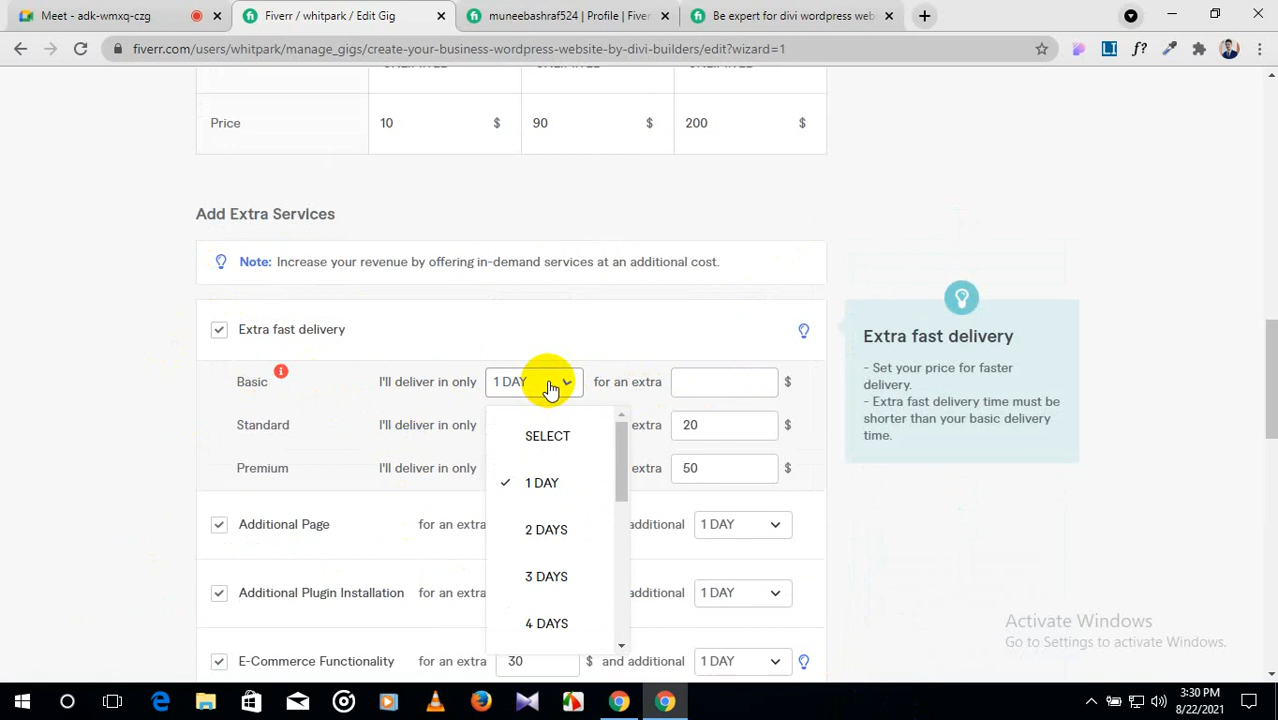 Meet - adk-wmxq-czg
Fiverr / whitpark / Edit Gig
muneebashraf524 | Profile | Fiverr
Be expert for divi wordpress web
fiverr.com/users/whitpark/manage_gigs/create-your-business-wordpress-website-by-divi-builders/edit?wizard=1
Price 10 $ 90 $ 200 $
Add Extra Services
Note: Increase your revenue by offering in-demand services at an additional cost.
Extra fast delivery
Basic I'll deliver in only 1 DAY for an extra $
Standard I'll deliver in only extra 20 $
Premium I'll deliver in only extra 50 $
SELECT
1 DAY
2 DAYS
3 DAYS
4 DAYS
Additional Page for an extra additional 1 DAY
Additional Plugin Installation for an extra additional 1 DAY
E-Commerce Functionality for an extra 30 $ and additional 1 DAY
Extra fast delivery
- Set your price for faster
delivery.
- Extra fast delivery time must be
shorter than your basic delivery
time.
Activate Windows
Go to Settings to activate Windows.
3:30 PM
8/22/2021